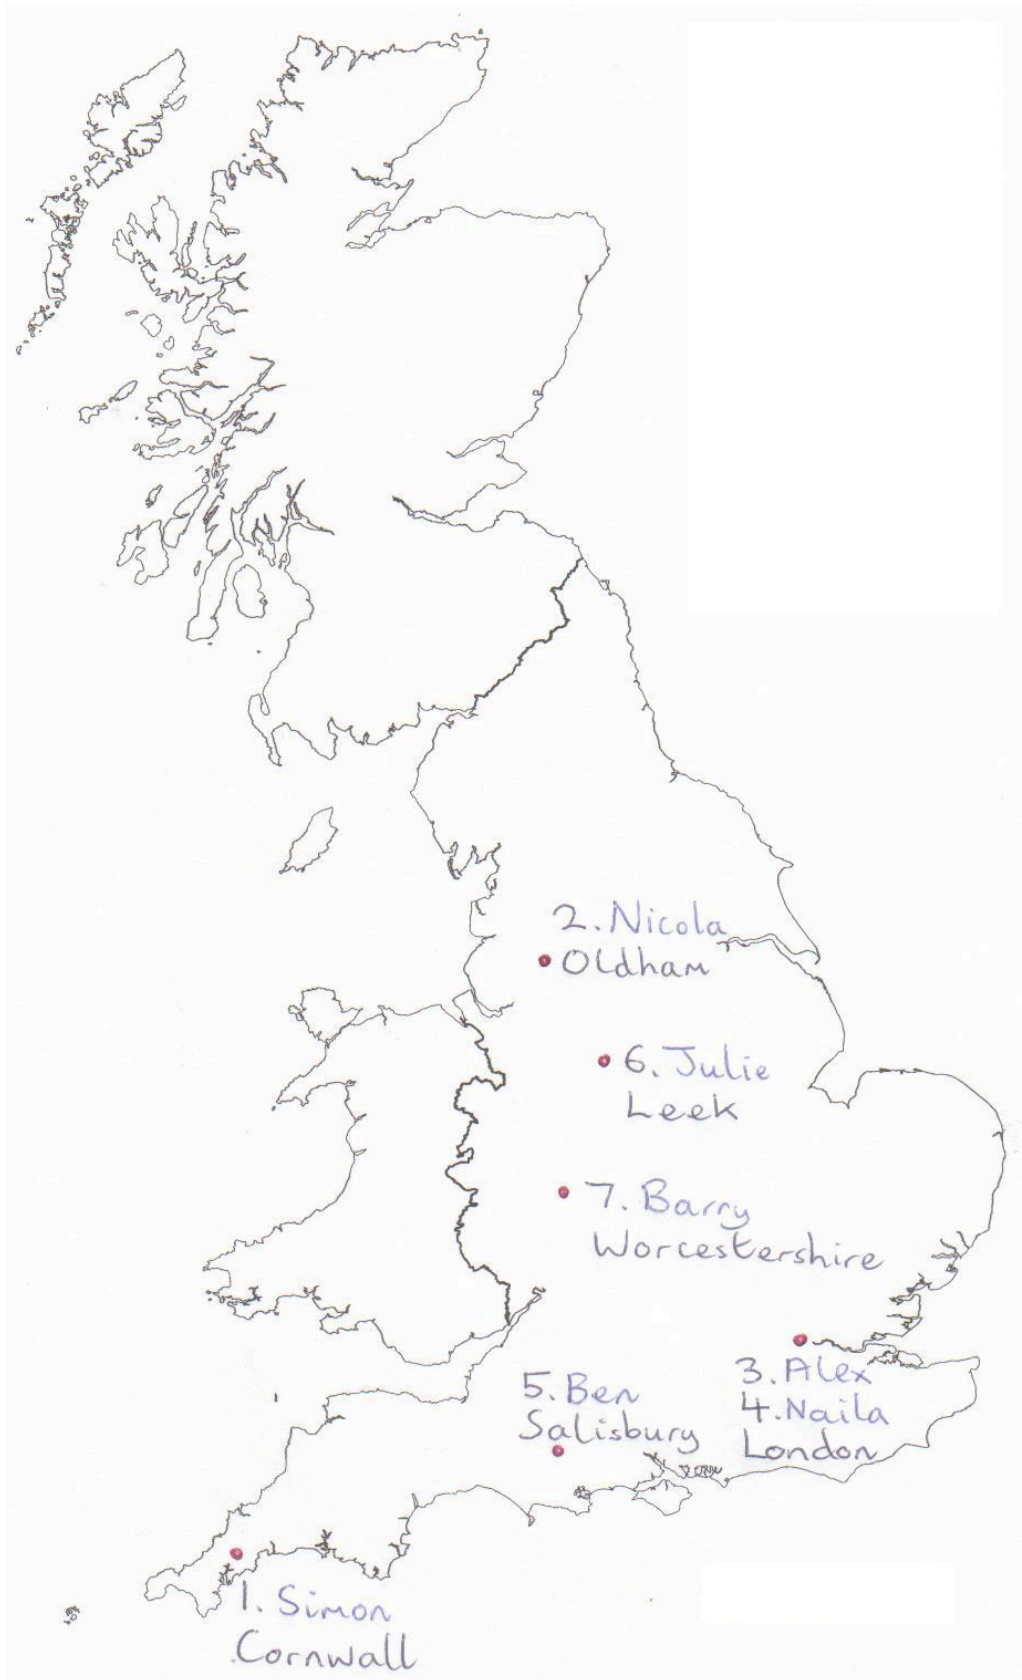 2. Nicola
Oldham
6. Julie
Leek
7. Barry
Worcestershire
3. Alex
4. Naila
London
5. Ben
Salisbury
1. Simon
Cornwall